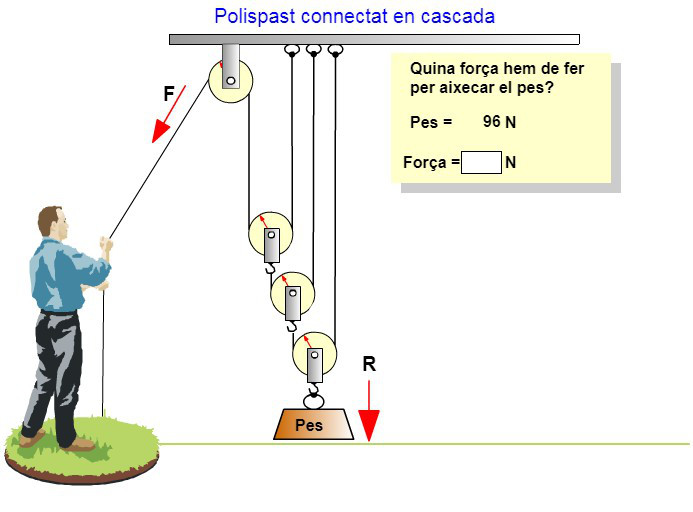 Polispast connectat en cascada
Quina força hem de fer
per aixecar el pes?
Pes = 96 N
Força = N
F
R
Pes